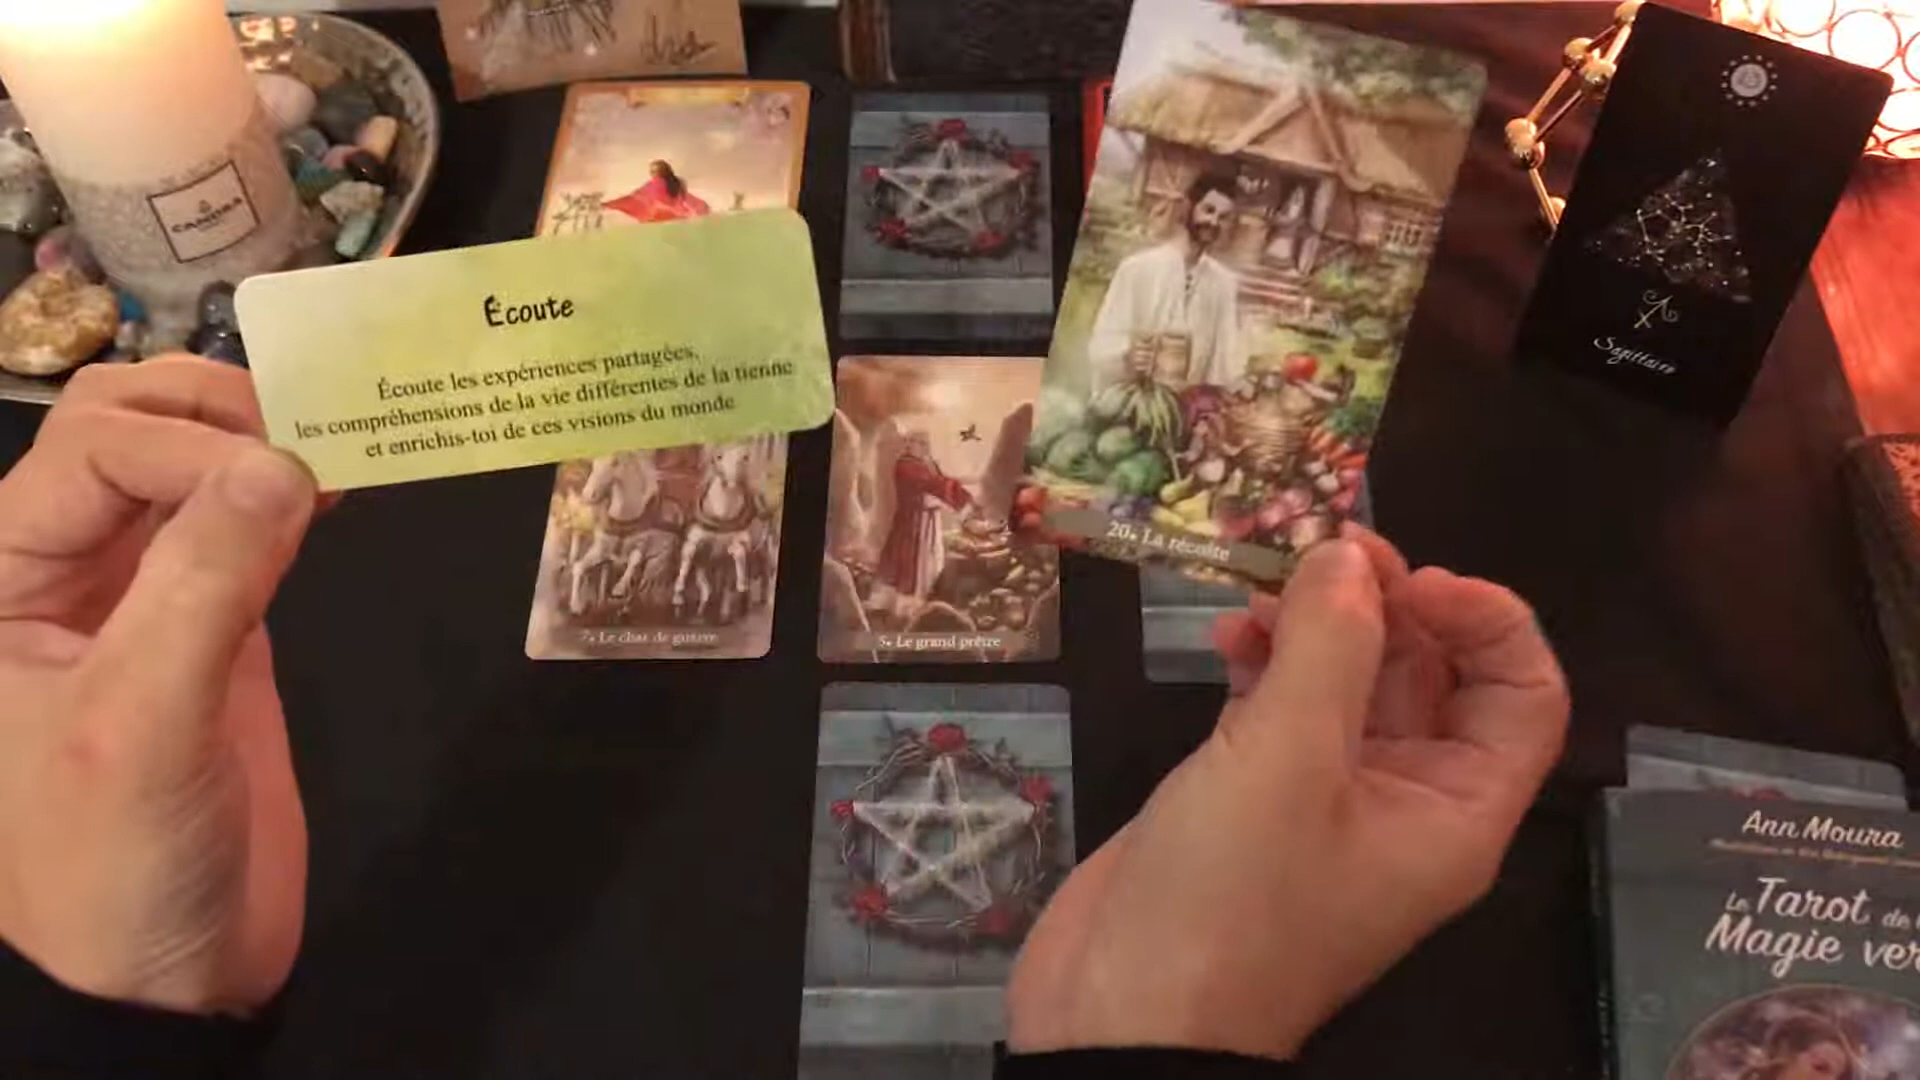 Écoute
Écoute les expériences partagées,
les compréhensions de la vie différentes de la tienne
et enrichis-toi de ces visions du monde
20. La récolte
Sagittaire
7. Le char de guerre
5. Le grand prêtre
Ann Moura
Le Tarot de
Magie ver